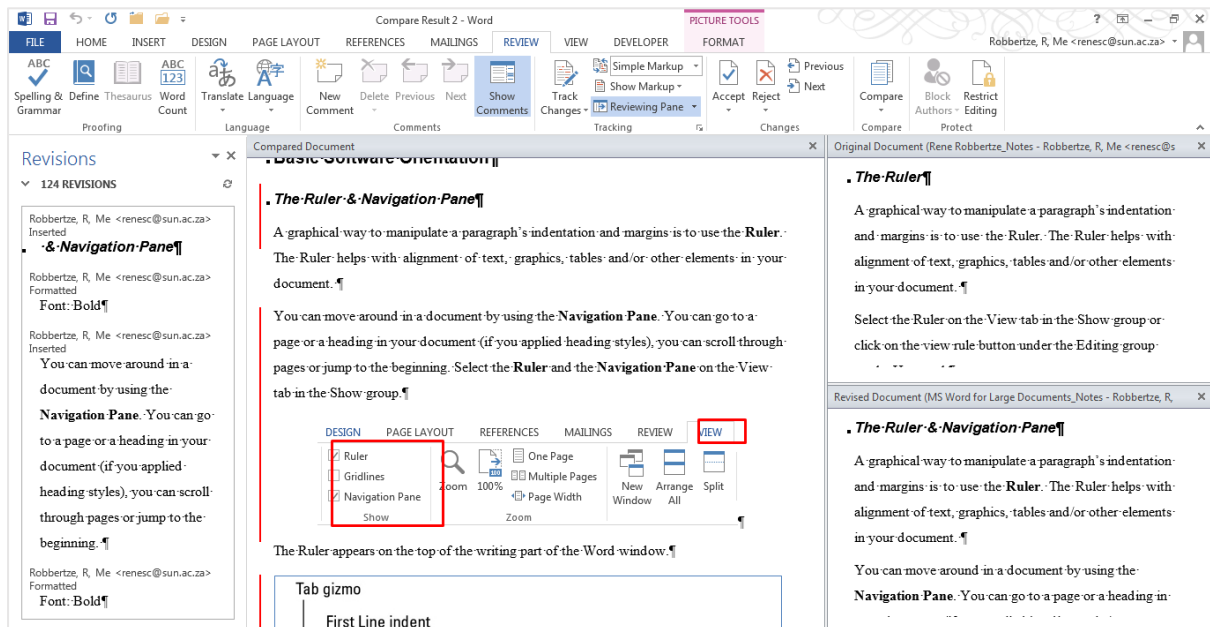 Compare Result 2 - Word
PICTURE TOOLS
FILE HOME INSERT DESIGN PAGE LAYOUT REFERENCES MAILINGS REVIEW VIEW DEVELOPER FORMAT
Robbertze, R, Me <renesc@sun.ac.za>
Spelling & Grammar
Define
Thesaurus
ABC 123
Word Count
Translate
Language
New Comment
Delete
Previous
Next
Show Comments
Track Changes
Simple Markup
Show Markup
Reviewing Pane
Accept
Reject
Previous
Next
Compare
Block Authors
Restrict Editing
Proofing
Language
Comments
Tracking
Changes
Compare
Protect
Revisions
124 REVISIONS
Robbertze, R, Me <renesc@sun.ac.za>
Inserted
·&·Navigation·Pane¶
Robbertze, R, Me <renesc@sun.ac.za>
Formatted
Font:·Bold¶
Robbertze, R, Me <renesc@sun.ac.za>
Inserted
You·can·move·around·in·a·
document·by·using·the·
Navigation·Pane.·You·can·go·
to·a·page·or·a·heading·in·your·
document·(if·you·applied·
heading·styles),·you·can·scroll·
through·pages·or·jump·to·the·
beginning.·¶
Robbertze, R, Me <renesc@sun.ac.za>
Formatted
Font:·Bold¶
Compared Document
Basic·Software·Orientation¶
The·Ruler·&·Navigation·Pane¶
A·graphical·way·to·manipulate·a·paragraph's·indentation·and·margins·is·to·use·the·Ruler.·
The·Ruler·helps·with·alignment·of·text,·graphics,·tables·and/or·other·elements·in·your·
document.·¶
You·can·move·around·in·a·document·by·using·the·Navigation·Pane.·You·can·go·to·a·
page·or·a·heading·in·your·document·(if·you·applied·heading·styles),·you·can·scroll·through·
pages·or·jump·to·the·beginning.·Select·the·Ruler·and·the·Navigation·Pane·on·the·View·
tab·in·the·Show·group.¶
DESIGN PAGE LAYOUT REFERENCES MAILINGS REVIEW VIEW
Ruler
Gridlines
Navigation Pane
Show
Zoom
100%
One Page
Multiple Pages
Page Width
Zoom
New Window
Arrange All
Split
¶
The·Ruler·appears·on·the·top·of·the·writing·part·of·the·Word·window.¶
Tab gizmo
First Line indent
Original Document (Rene Robbertze_Notes - Robbertze, R, Me <renesc@s
The·Ruler¶
A·graphical·way·to·manipulate·a·paragraph's·indentation·
and·margins·is·to·use·the·Ruler.·The·Ruler·helps·with·
alignment·of·text,·graphics,·tables·and/or·other·elements·
in·your·document.·¶
Select·the·Ruler·on·the·View·tab·in·the·Show·group·or·
click·on·the·view·rule·button·under·the·Editing·group·
Revised Document (MS Word for Large Documents_Notes - Robbertze, R,
The·Ruler·&·Navigation·Pane¶
A·graphical·way·to·manipulate·a·paragraph's·indentation·
and·margins·is·to·use·the·Ruler.·The·Ruler·helps·with·
alignment·of·text,·graphics,·tables·and/or·other·elements·
in·your·document.·¶
You·can·move·around·in·a·document·by·using·the·
Navigation·Pane.·You·can·go·to·a·page·or·a·heading·in·